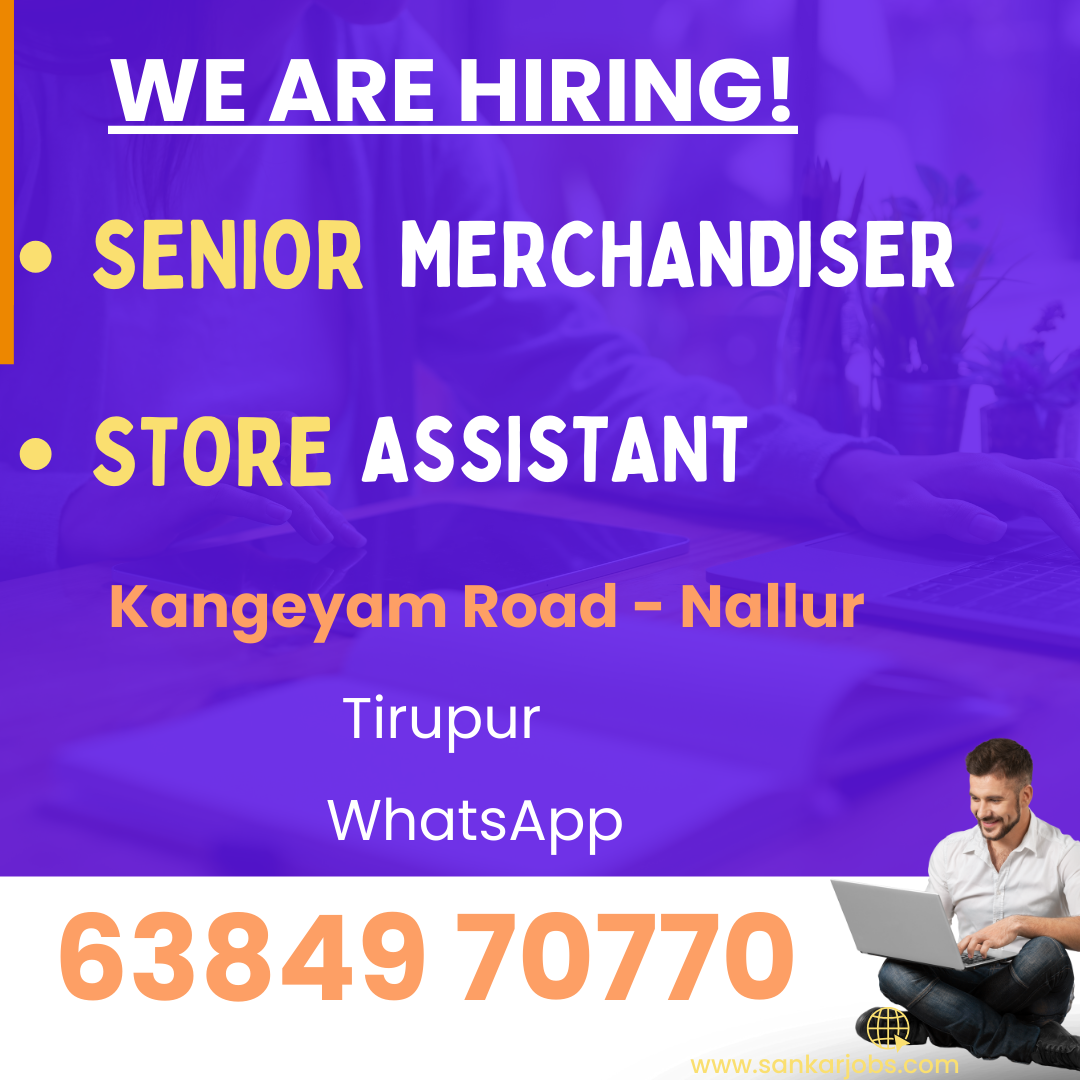 WE ARE HIRING!
• SENIOR MERCHANDISER
• STORE ASSISTANT
Kangeyam Road - Nallur
Tirupur
WhatsApp
63849 70770
www.sankarjobs.com